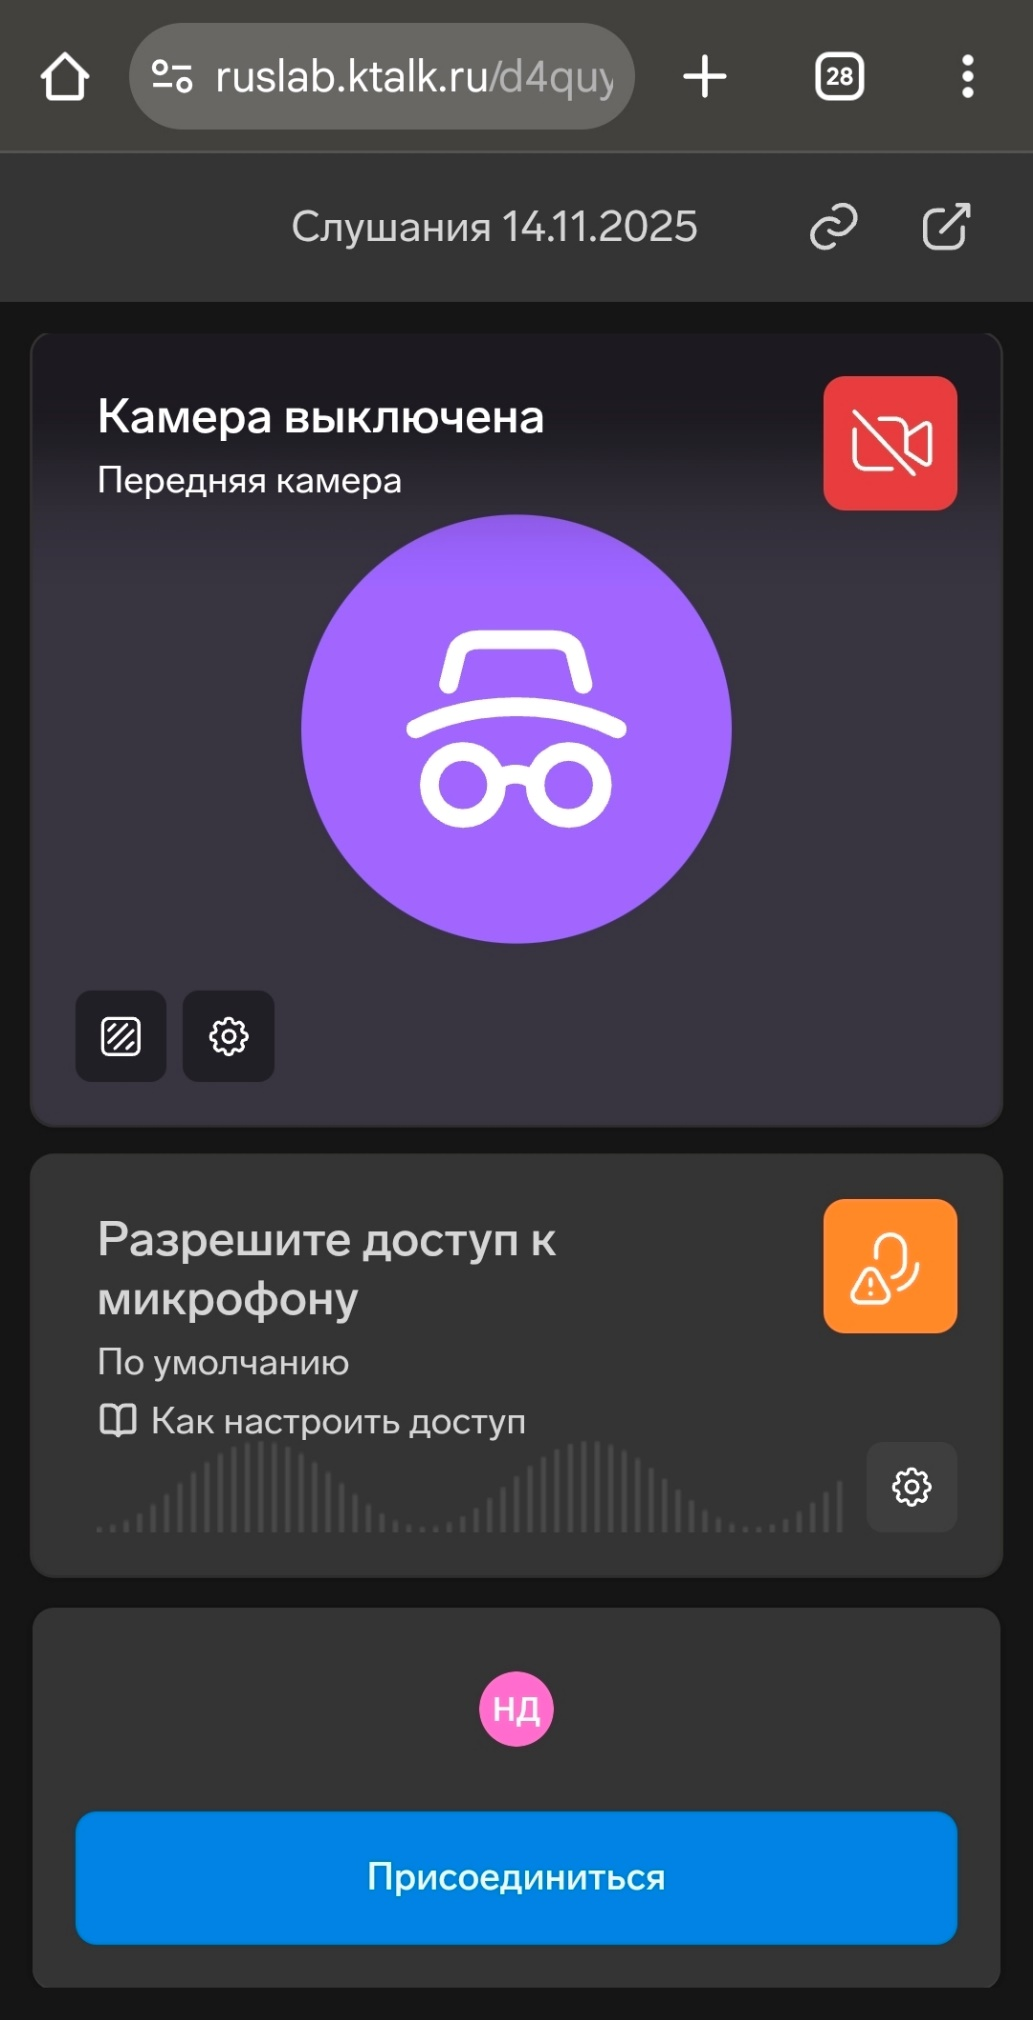 ruslab.ktalk.ru/d4quy
28
Слушания 14.11.2025
Камера выключена
Передняя камера
Разрешите доступ к
микрофону
По умолчанию
Как настроить доступ
НД
Присоединиться